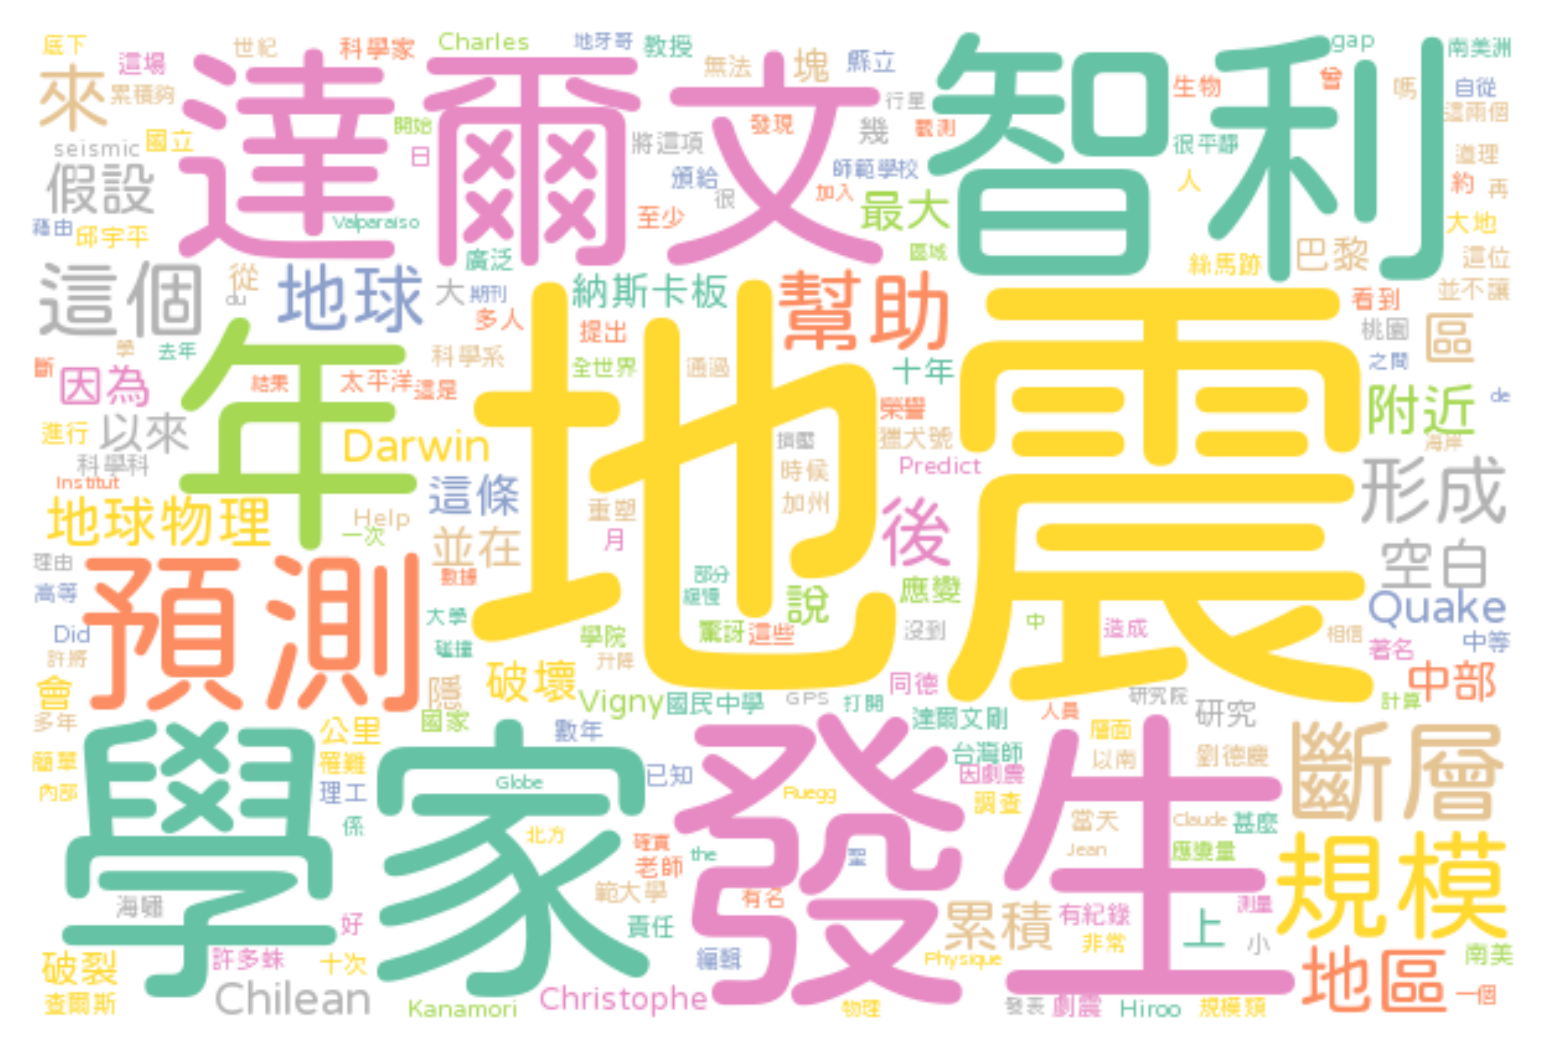 底下
世紀
科學家
Charles
地牙哥
教授
gap
南美洲
這場
達爾文
智利
無法
塊
縣立
來
累積夠
生物
曾
嗎
自從
這兩個
開始
發現
行星
幾
觀測
seismic
國立
日
將這項
很平靜
道理
假設
頒給
師範學校
人
約
再
很
加入
藉由
邱宇平
Valparaiso
至少
最大
大地
廣泛
區域
絲馬跡
巴黎
這位
這個
從
du
地球
大
期刊
納斯卡板
幫助
看到
並不讓
多人
提出
桃園
區
學
去年
科學系
全世界
通過
十年
之間
斷
因為
年
結果
太平洋
這是
地震
附近
de
榮譽
進行
以來
Darwin
獵犬號
海岸
擠壓
科學科
Predict
Institut
這條
時候
加州
形成
地球物理
Help
一次
重塑
後
並在
月
理由
預測
空白
數據
部分
緩慢
說
應變
高等
Quake
大學
Did
學院
驚訝
這些
沒到
中
造成
相信
中等
許將
碰撞
升降
著名
會
隱
破壞
同德
中部
Vigny
國民中學
GPS
打開
研究院
計算
多年
國家
達爾文剛
人員
研究
公里
數年
層面
斷層
簡單
罹難
學家
發生
台灣師
以南
劉德慶
已知
因劇震
內部
理工
Globe
Ruegg
調查
係
當天
Claude
甚麼
北方
確實
the
聖
Jean
應變量
規模
老師
範大學
有名
海嘯
好
責任
累積
有紀錄
上
測量
非常
小
破裂
許多蛛
十次
編輯
Physique
地區
南美
查爾斯
Chilean
Kanamori
Christophe
物理
發表
劇震
Hiroo
規模類
一個